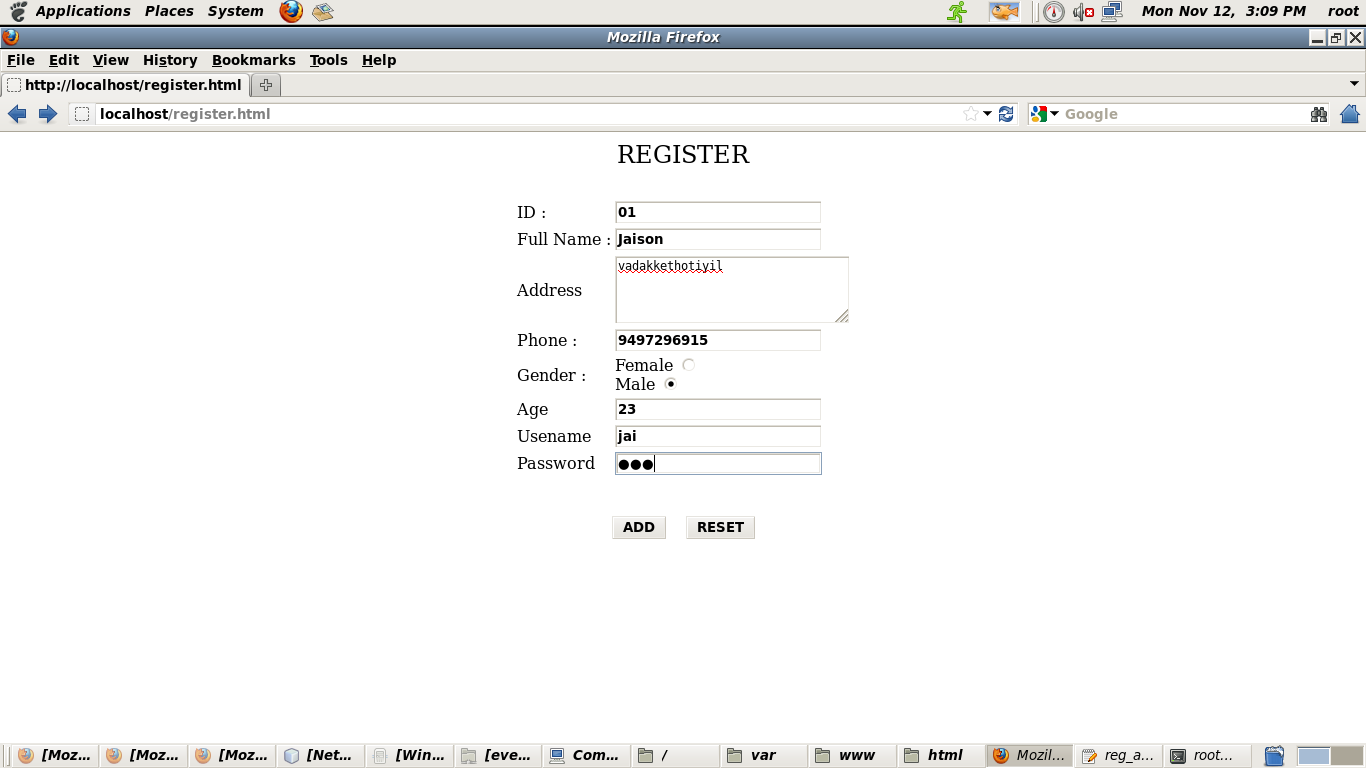 Applications Places System Mon Nov 12, 3:09 PM root
Mozilla Firefox
File Edit View History Bookmarks Tools Help
http://localhost/register.html
localhost/register.html Google
REGISTER
ID : 01
Full Name : Jaison
Address vadakkethotiyil
Phone : 9497296915
Gender : Female
Male
Age 23
Usename jai
Password ●●●
ADD RESET
[Moz... [Moz... [Moz... [Net... [Win... [eve... Com... / var www html Mozil... reg_a... root...